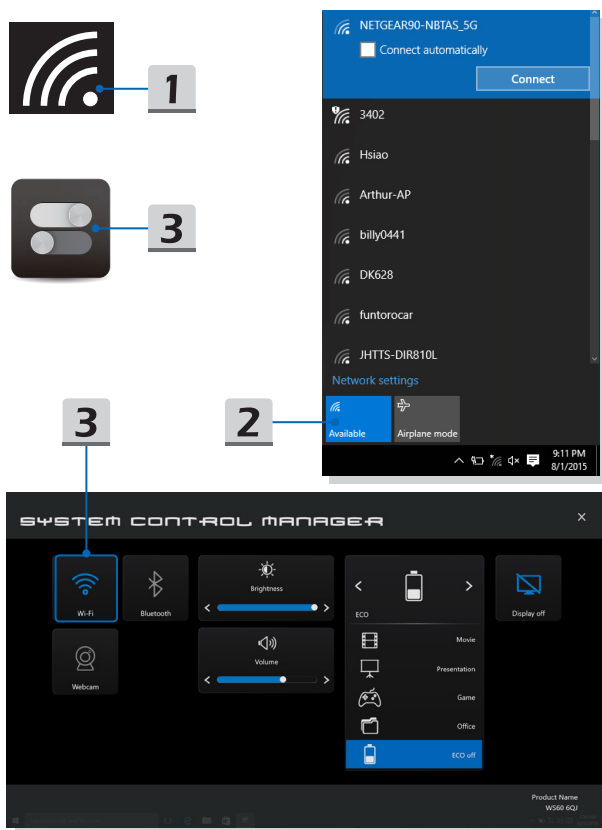 1
3
NETGEAR90-NBTAS_5G
Connect automatically
Connect
3402
Hsiao
Arthur-AP
billy0441
DK628
funtorocar
JHTTS-DIR810L
Network settings
Available
Airplane mode
9:11 PM
8/1/2015
3
2
SYSTEM CONTROL MANAGER
Wi-Fi
Bluetooth
Brightness
ECO
Display off
Webcam
Volume
Movie
Presentation
Game
Office
ECO off
Product Name
WS60 6QJ